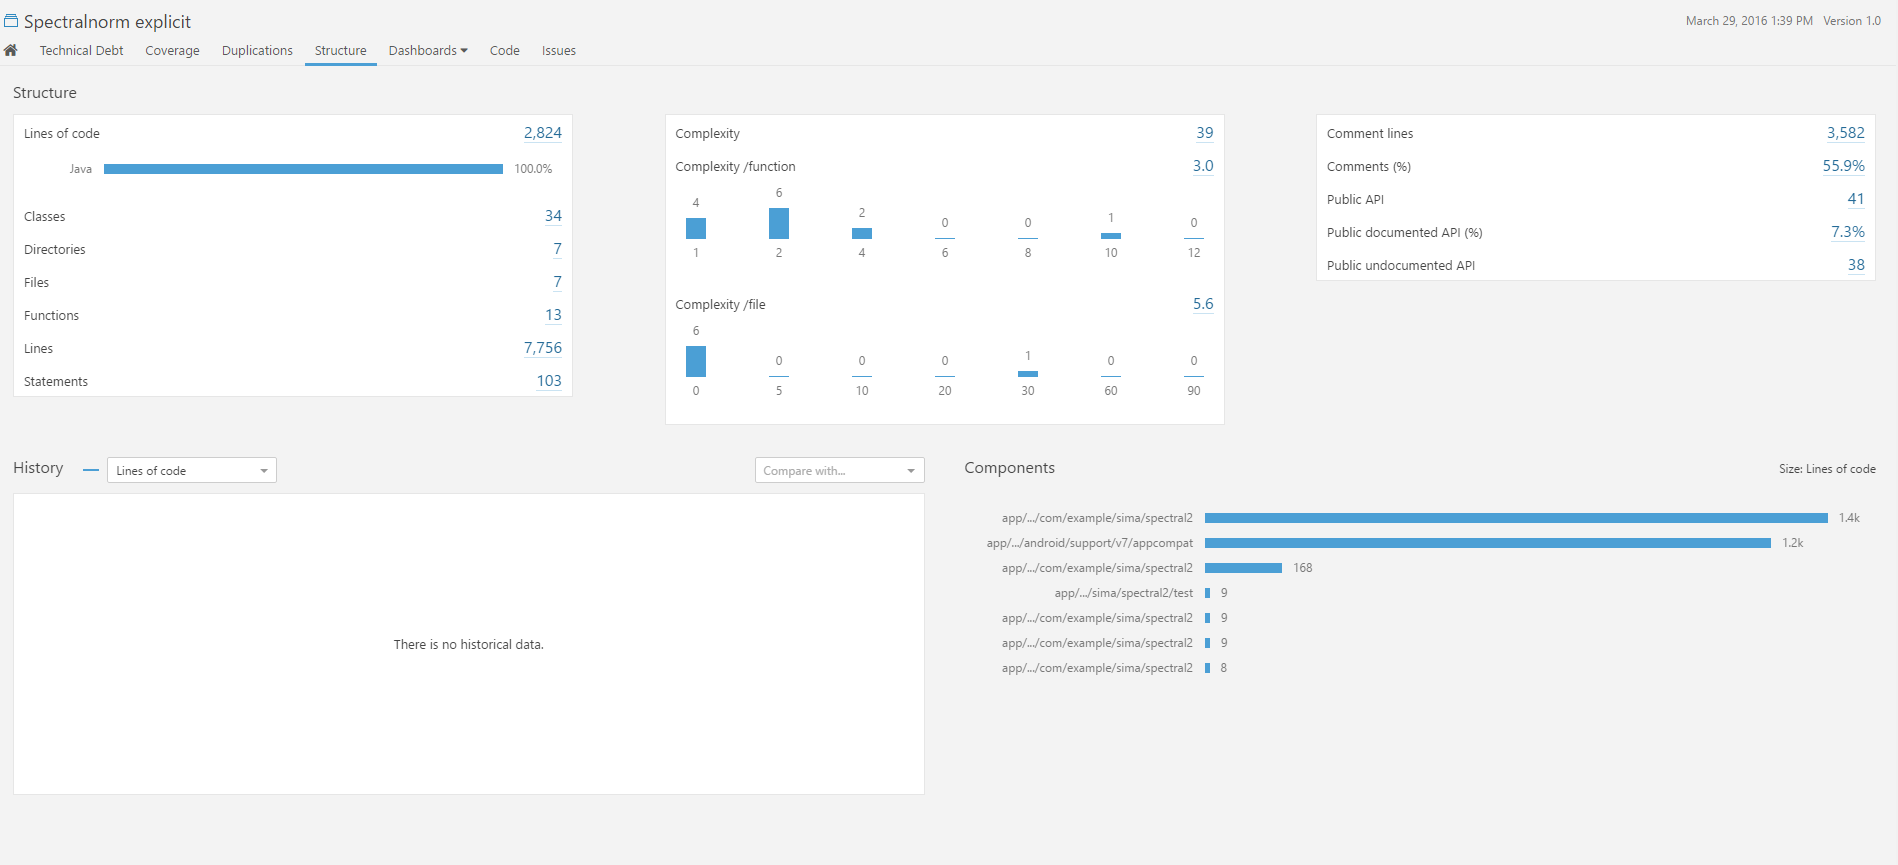 Spectralnorm explicit
March 29, 2016 1:39 PM Version 1.0
Technical Debt Coverage Duplications Structure Dashboards Code Issues
Structure
Lines of code 2,824
Java 100.0%
Classes 34
Directories 7
Files 7
Functions 13
Lines 7,756
Statements 103
Complexity 39
Complexity /function 3.0
4 6 2 0 0 1 0
1 2 4 6 8 10 12
Complexity /file 5.6
6 0 0 0 1 0 0
0 5 10 20 30 60 90
Comment lines 3,582
Comments (%) 55.9%
Public API 41
Public documented API (%) 7.3%
Public undocumented API 38
History Lines of code Compare with...
There is no historical data.
Components Size: Lines of code
app/.../com/example/sima/spectral2 1.4k
app/.../android/support/v7/appcompat 1.2k
app/.../com/example/sima/spectral2 168
app/.../sima/spectral2/test 9
app/.../com/example/sima/spectral2 9
app/.../com/example/sima/spectral2 9
app/.../com/example/sima/spectral2 8